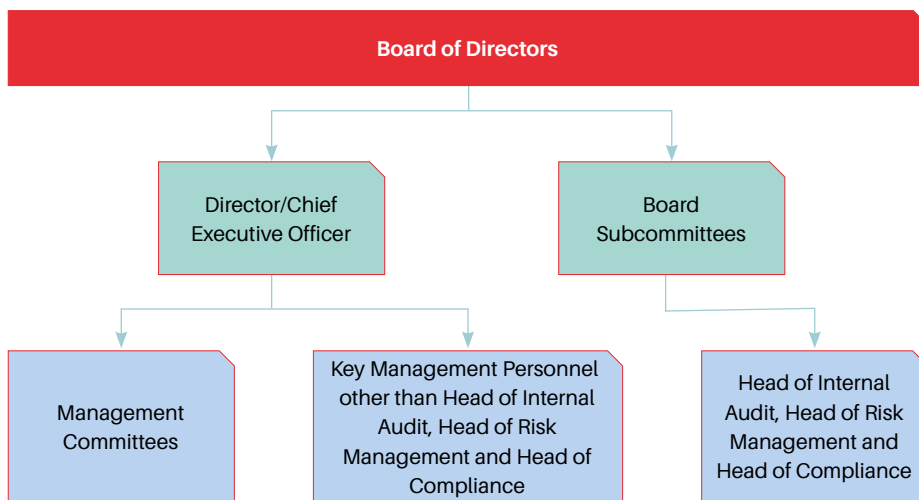 Board of Directors
Director/Chief
Executive Officer
Board
Subcommittees
Management
Committees
Key Management Personnel
other than Head of Internal
Audit, Head of Risk
Management and Head of
Compliance
Head of Internal
Audit, Head of Risk
Management and
Head of Compliance